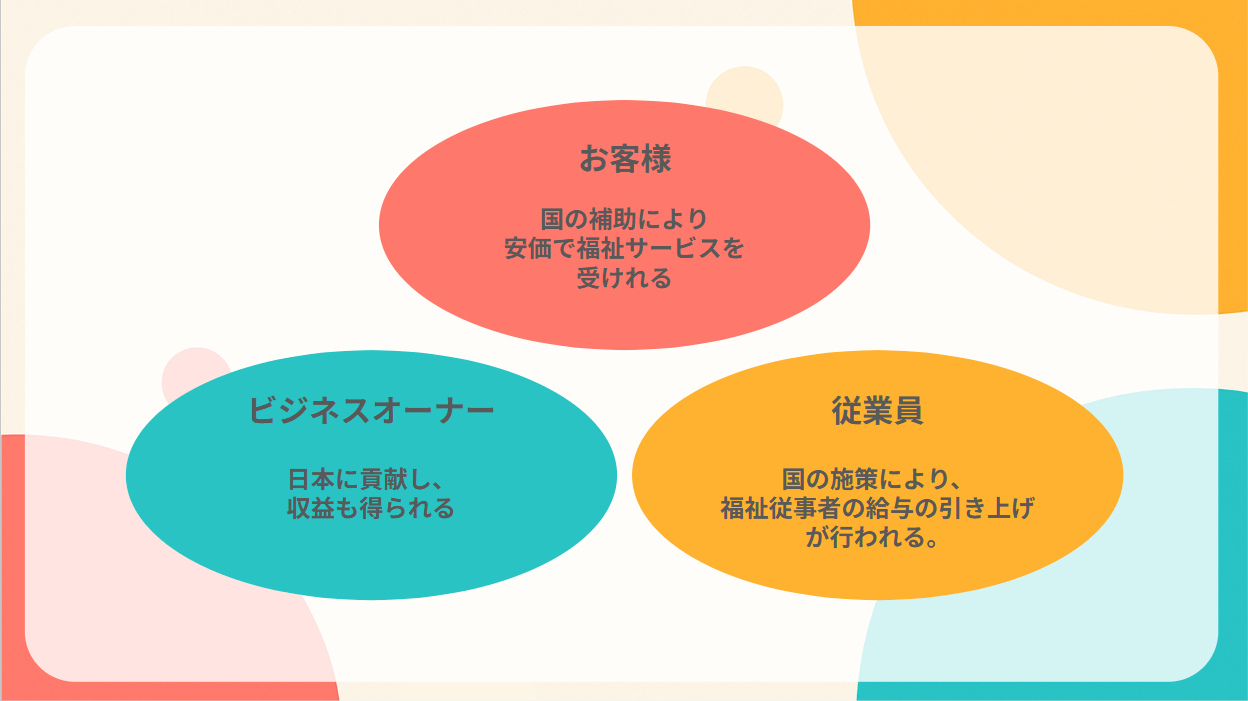 お客様
国の補助により
安価で福祉サービスを
受けれる
ビジネスオーナー
日本に貢献し、
収益も得られる
従業員
国の施策により、
福祉従事者の給与の引き上げ
が行われる。